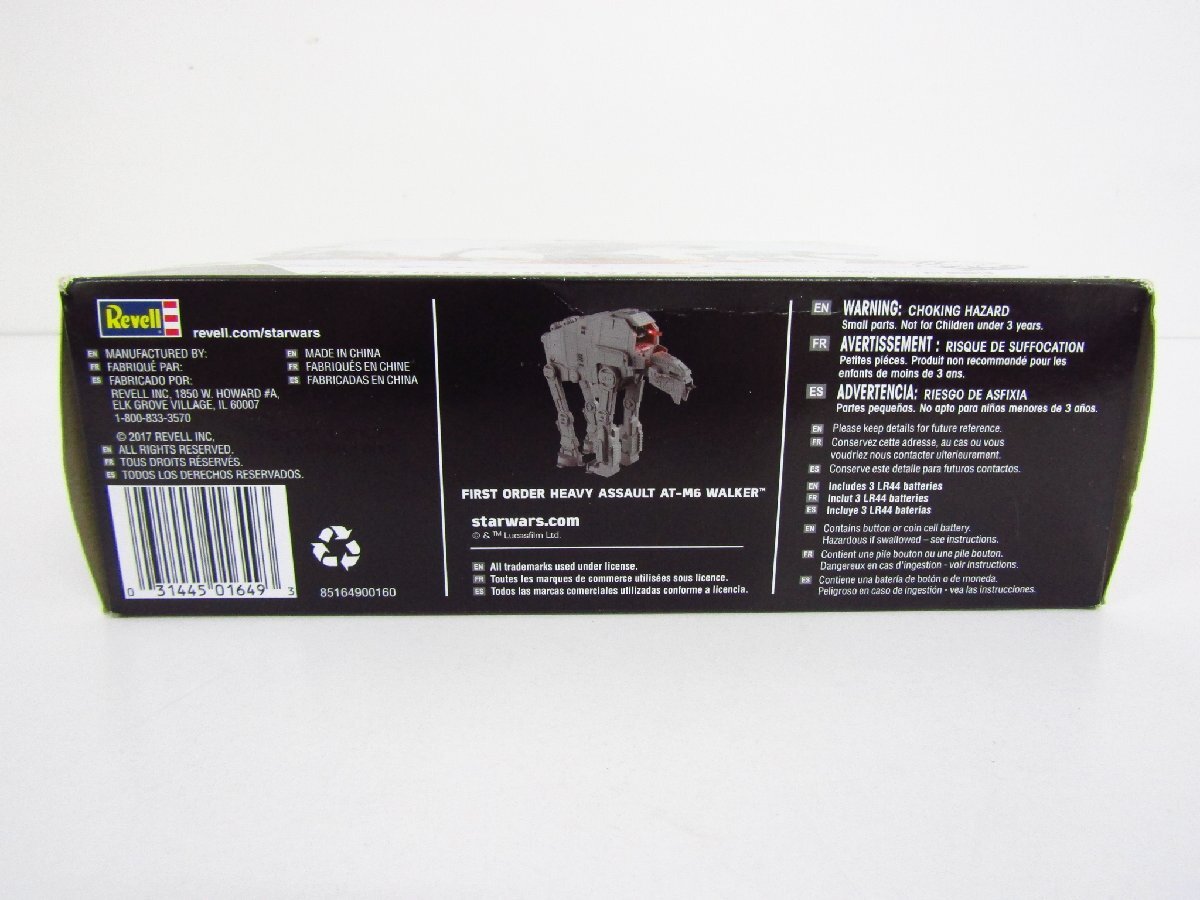 Revell
revell.com/starwars
EN MANUFACTURED BY:
FR FABRIQUÉ PAR:
ES FABRICADO POR:
REVELL INC. 1850 W. HOWARD #A,
ELK GROVE VILLAGE, IL 60007
1-800-833-3570
EN MADE IN CHINA
FR FABRIQUÉS EN CHINE
ES FABRICADAS EN CHINA
© 2017 REVELL INC.
EN ALL RIGHTS RESERVED.
FR TOUS DROITS RÉSERVÉS.
ES TODOS LOS DERECHOS RESERVADOS.
0 31445 01649 3
85164900160
FIRST ORDER HEAVY ASSAULT AT-M6 WALKER™
starwars.com
© & ™ Lucasfilm Ltd.
EN All trademarks used under license.
FR Toutes les marques de commerce utilisées sous licence.
ES Todas las marcas comerciales utilizadas conforme a licencia.
EN WARNING: CHOKING HAZARD
Small parts. Not for Children under 3 years.
FR AVERTISSEMENT : RISQUE DE SUFFOCATION
Petites piéces. Produit non recommandé pour les
enfants de moins de 3 ans.
ES ADVERTENCIA: RIESGO DE ASFIXIA
Partes pequeñas. No apto para niños menores de 3 años.
EN Please keep details for future reference.
FR Conservez cette adresse, au cas ou vous
voudriez nous contacter ulterieurement.
ES Conserve este detalle para futuros contactos.
EN Includes 3 LR44 batteries
FR Inclut 3 LR44 batteries
ES Incluye 3 LR44 baterías
EN Contains button or coin cell battery.
Hazardous if swallowed – see instructions.
FR Contient une pile bouton ou une pile bouton.
Dangereux en cas d'ingestion - voir instructions.
ES Contiene una batería de botón o de moneda.
Peligroso en caso de ingestión - vea las instrucciones.